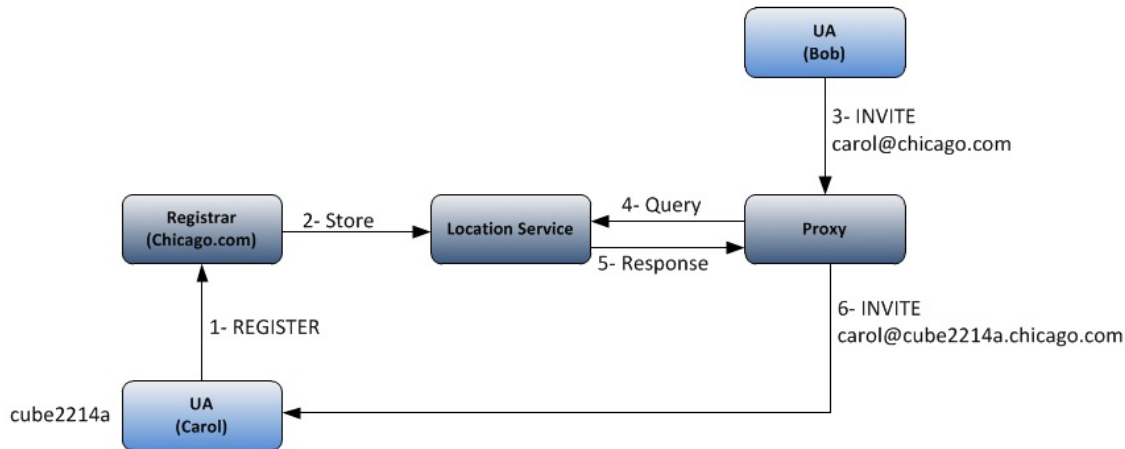 UA
(Bob)
3- INVITE
carol@chicago.com
Registrar
(Chicago.com)
2- Store
Location Service
4- Query
5- Response
Proxy
1- REGISTER
6- INVITE
carol@cube2214a.chicago.com
cube2214a
UA
(Carol)